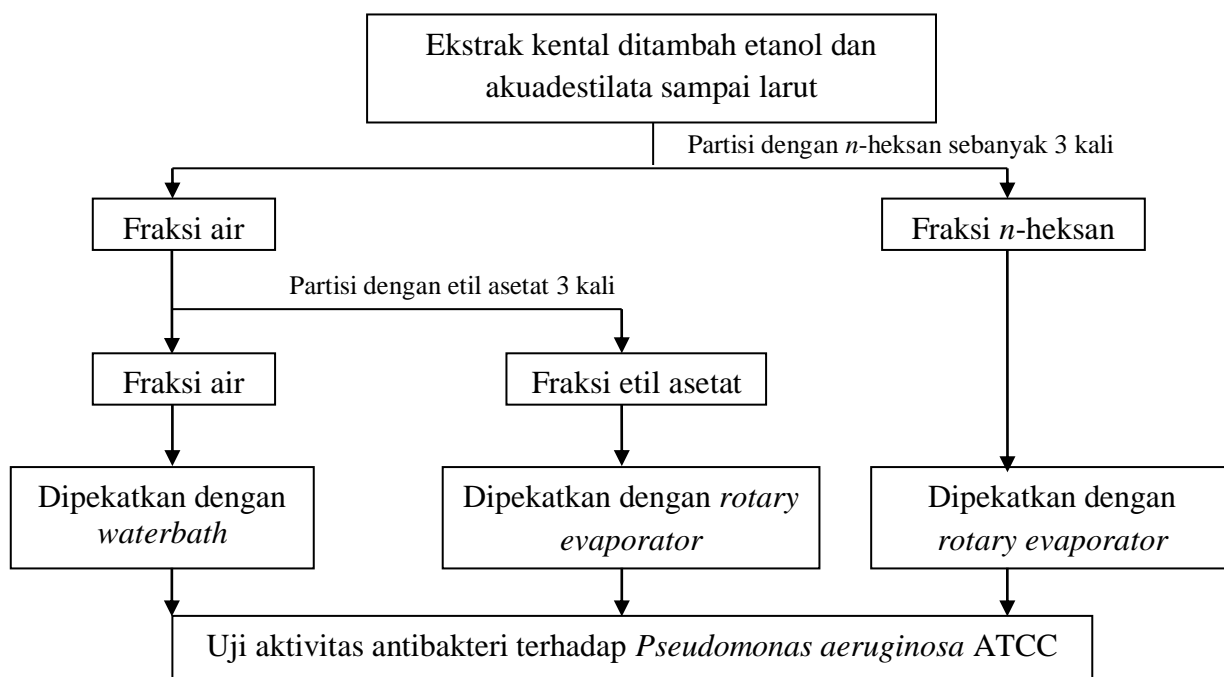 Ekstrak kental ditambah etanol dan
akuadestilata sampai larut
Partisi dengan n-heksan sebanyak 3 kali
Fraksi air
Fraksi n-heksan
Partisi dengan etil asetat 3 kali
Fraksi air
Fraksi etil asetat
Dipekatkan dengan
waterbath
Dipekatkan dengan rotary
evaporator
Dipekatkan dengan
rotary evaporator
Uji aktivitas antibakteri terhadap Pseudomonas aeruginosa ATCC